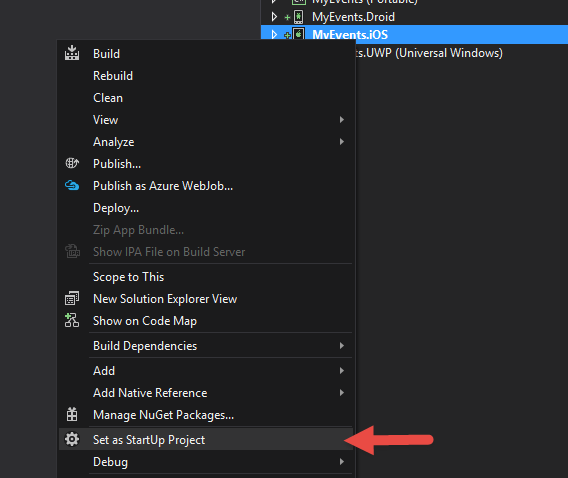 MyEvents (Portable)
MyEvents.Droid
MyEvents.iOS
ts.UWP (Universal Windows)
Build
Rebuild
Clean
View
Analyze
Publish...
Publish as Azure WebJob...
Deploy...
Zip App Bundle...
Show IPA File on Build Server
Scope to This
New Solution Explorer View
Show on Code Map
Build Dependencies
Add
Add Native Reference
Manage NuGet Packages...
Set as StartUp Project
Debug